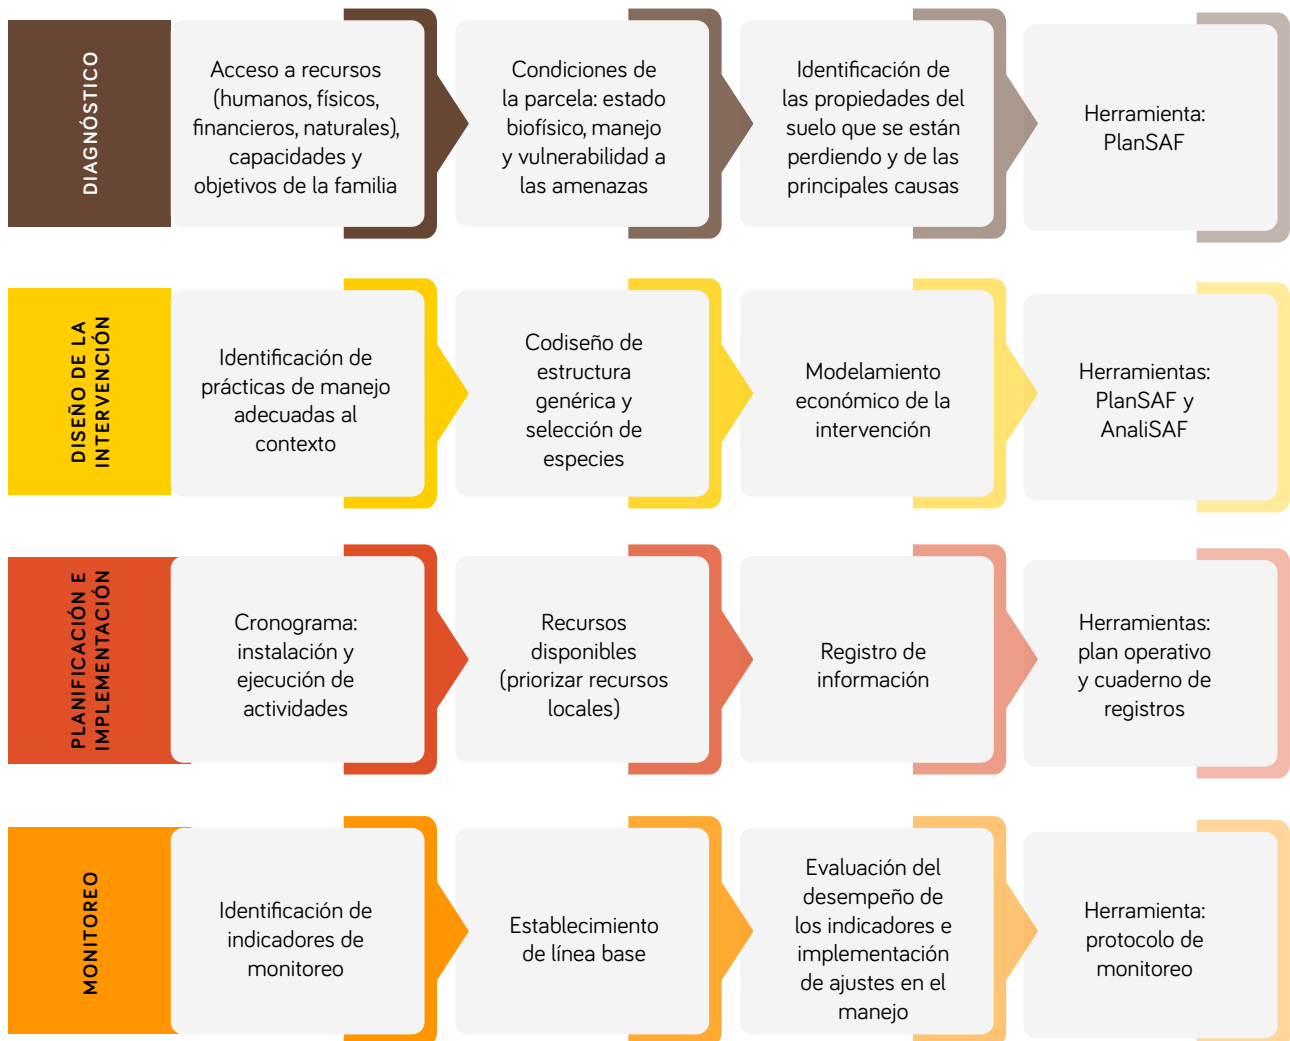 DIAGNÓSTICO
Acceso a recursos
(humanos, físicos,
financieros, naturales),
capacidades y
objetivos de la familia
Condiciones de
la parcela: estado
biofísico, manejo
y vulnerabilidad a
las amenazas
Identificación de
las propiedades del
suelo que se están
perdiendo y de las
principales causas
Herramienta:
PlanSAF
DISEÑO DE LA
INTERVENCIÓN
Identificación de
prácticas de manejo
adecuadas al
contexto
Codiseño de
estructura
genérica y
selección de
especies
Modelamiento
económico de la
intervención
Herramientas:
PlanSAF y
AnaliSAF
PLANIFICACIÓN E
IMPLEMENTACIÓN
Cronograma:
instalación y
ejecución de
actividades
Recursos
disponibles
(priorizar recursos
locales)
Registro de
información
Herramientas:
plan operativo
y cuaderno de
registros
MONITOREO
Identificación de
indicadores de
monitoreo
Establecimiento
de línea base
Evaluación del
desempeño de
los indicadores e
implementación
de ajustes en el
manejo
Herramienta:
protocolo de
monitoreo